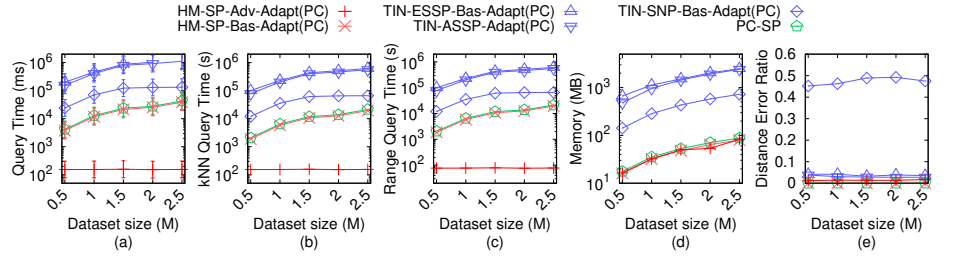 HM-SP-Adv-Adapt(PC) TIN-ESSP-Bas-Adapt(PC) TIN-SNP-Bas-Adapt(PC)
HM-SP-Bas-Adapt(PC) TIN-ASSP-Bas-Adapt(PC) PC-SP
Query Time (ms)
10^6
10^5
10^4
10^3
10^2
0.5 1 1.5 2 2.5
Dataset size (M)
(a)
kNN Query Time (s)
10^6
10^5
10^4
10^3
10^2
0.5 1 1.5 2 2.5
Dataset size (M)
(b)
Range Query Time (s)
10^6
10^5
10^4
10^3
10^2
0.5 1 1.5 2 2.5
Dataset size (M)
(c)
Memory (MB)
10^3
10^2
10^1
0.5 1 1.5 2 2.5
Dataset size (M)
(d)
Distance Error Ratio
0.6
0.5
0.4
0.3
0.2
0.1
0
0.5 1 1.5 2 2.5
Dataset size (M)
(e)